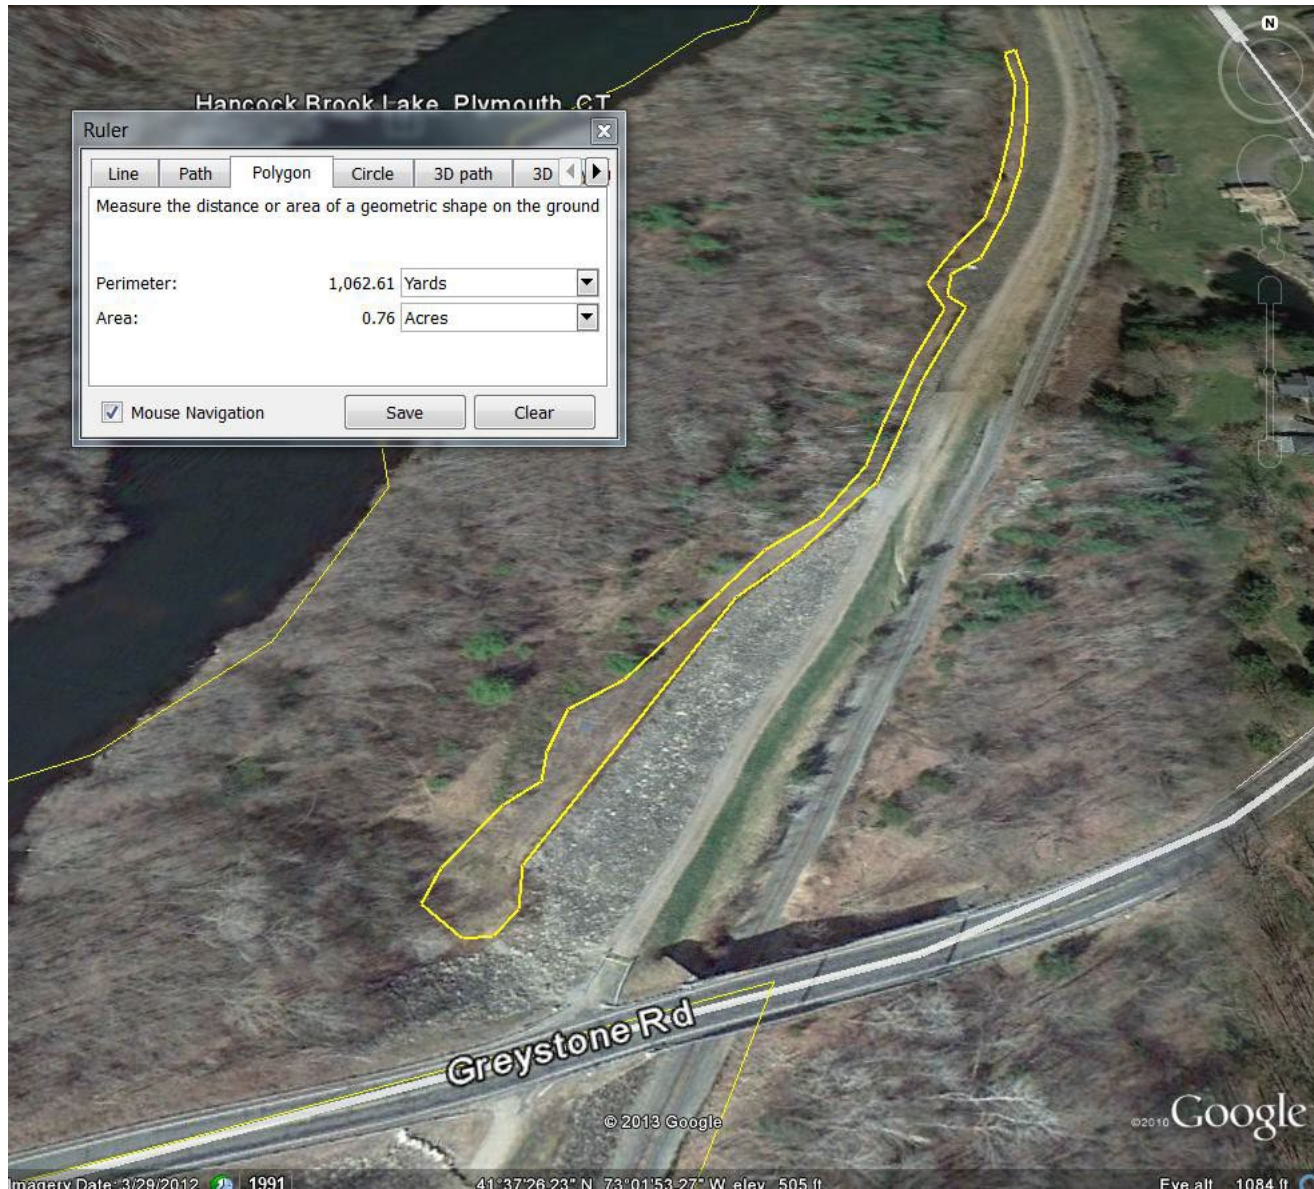 N
Hancock Brook Lake, Plymouth, CT
Ruler
Line Path Polygon Circle 3D path 3D
Measure the distance or area of a geometric shape on the ground
Perimeter: 1,062.61 Yards
Area: 0.76 Acres
Mouse Navigation Save Clear
Greystone Rd
© 2013 Google
©2010 Google
Imagery Date: 3/29/2012 1991 41°37'26.23" N 73°01'53.27" W elev 505 ft Eye alt 1084 ft